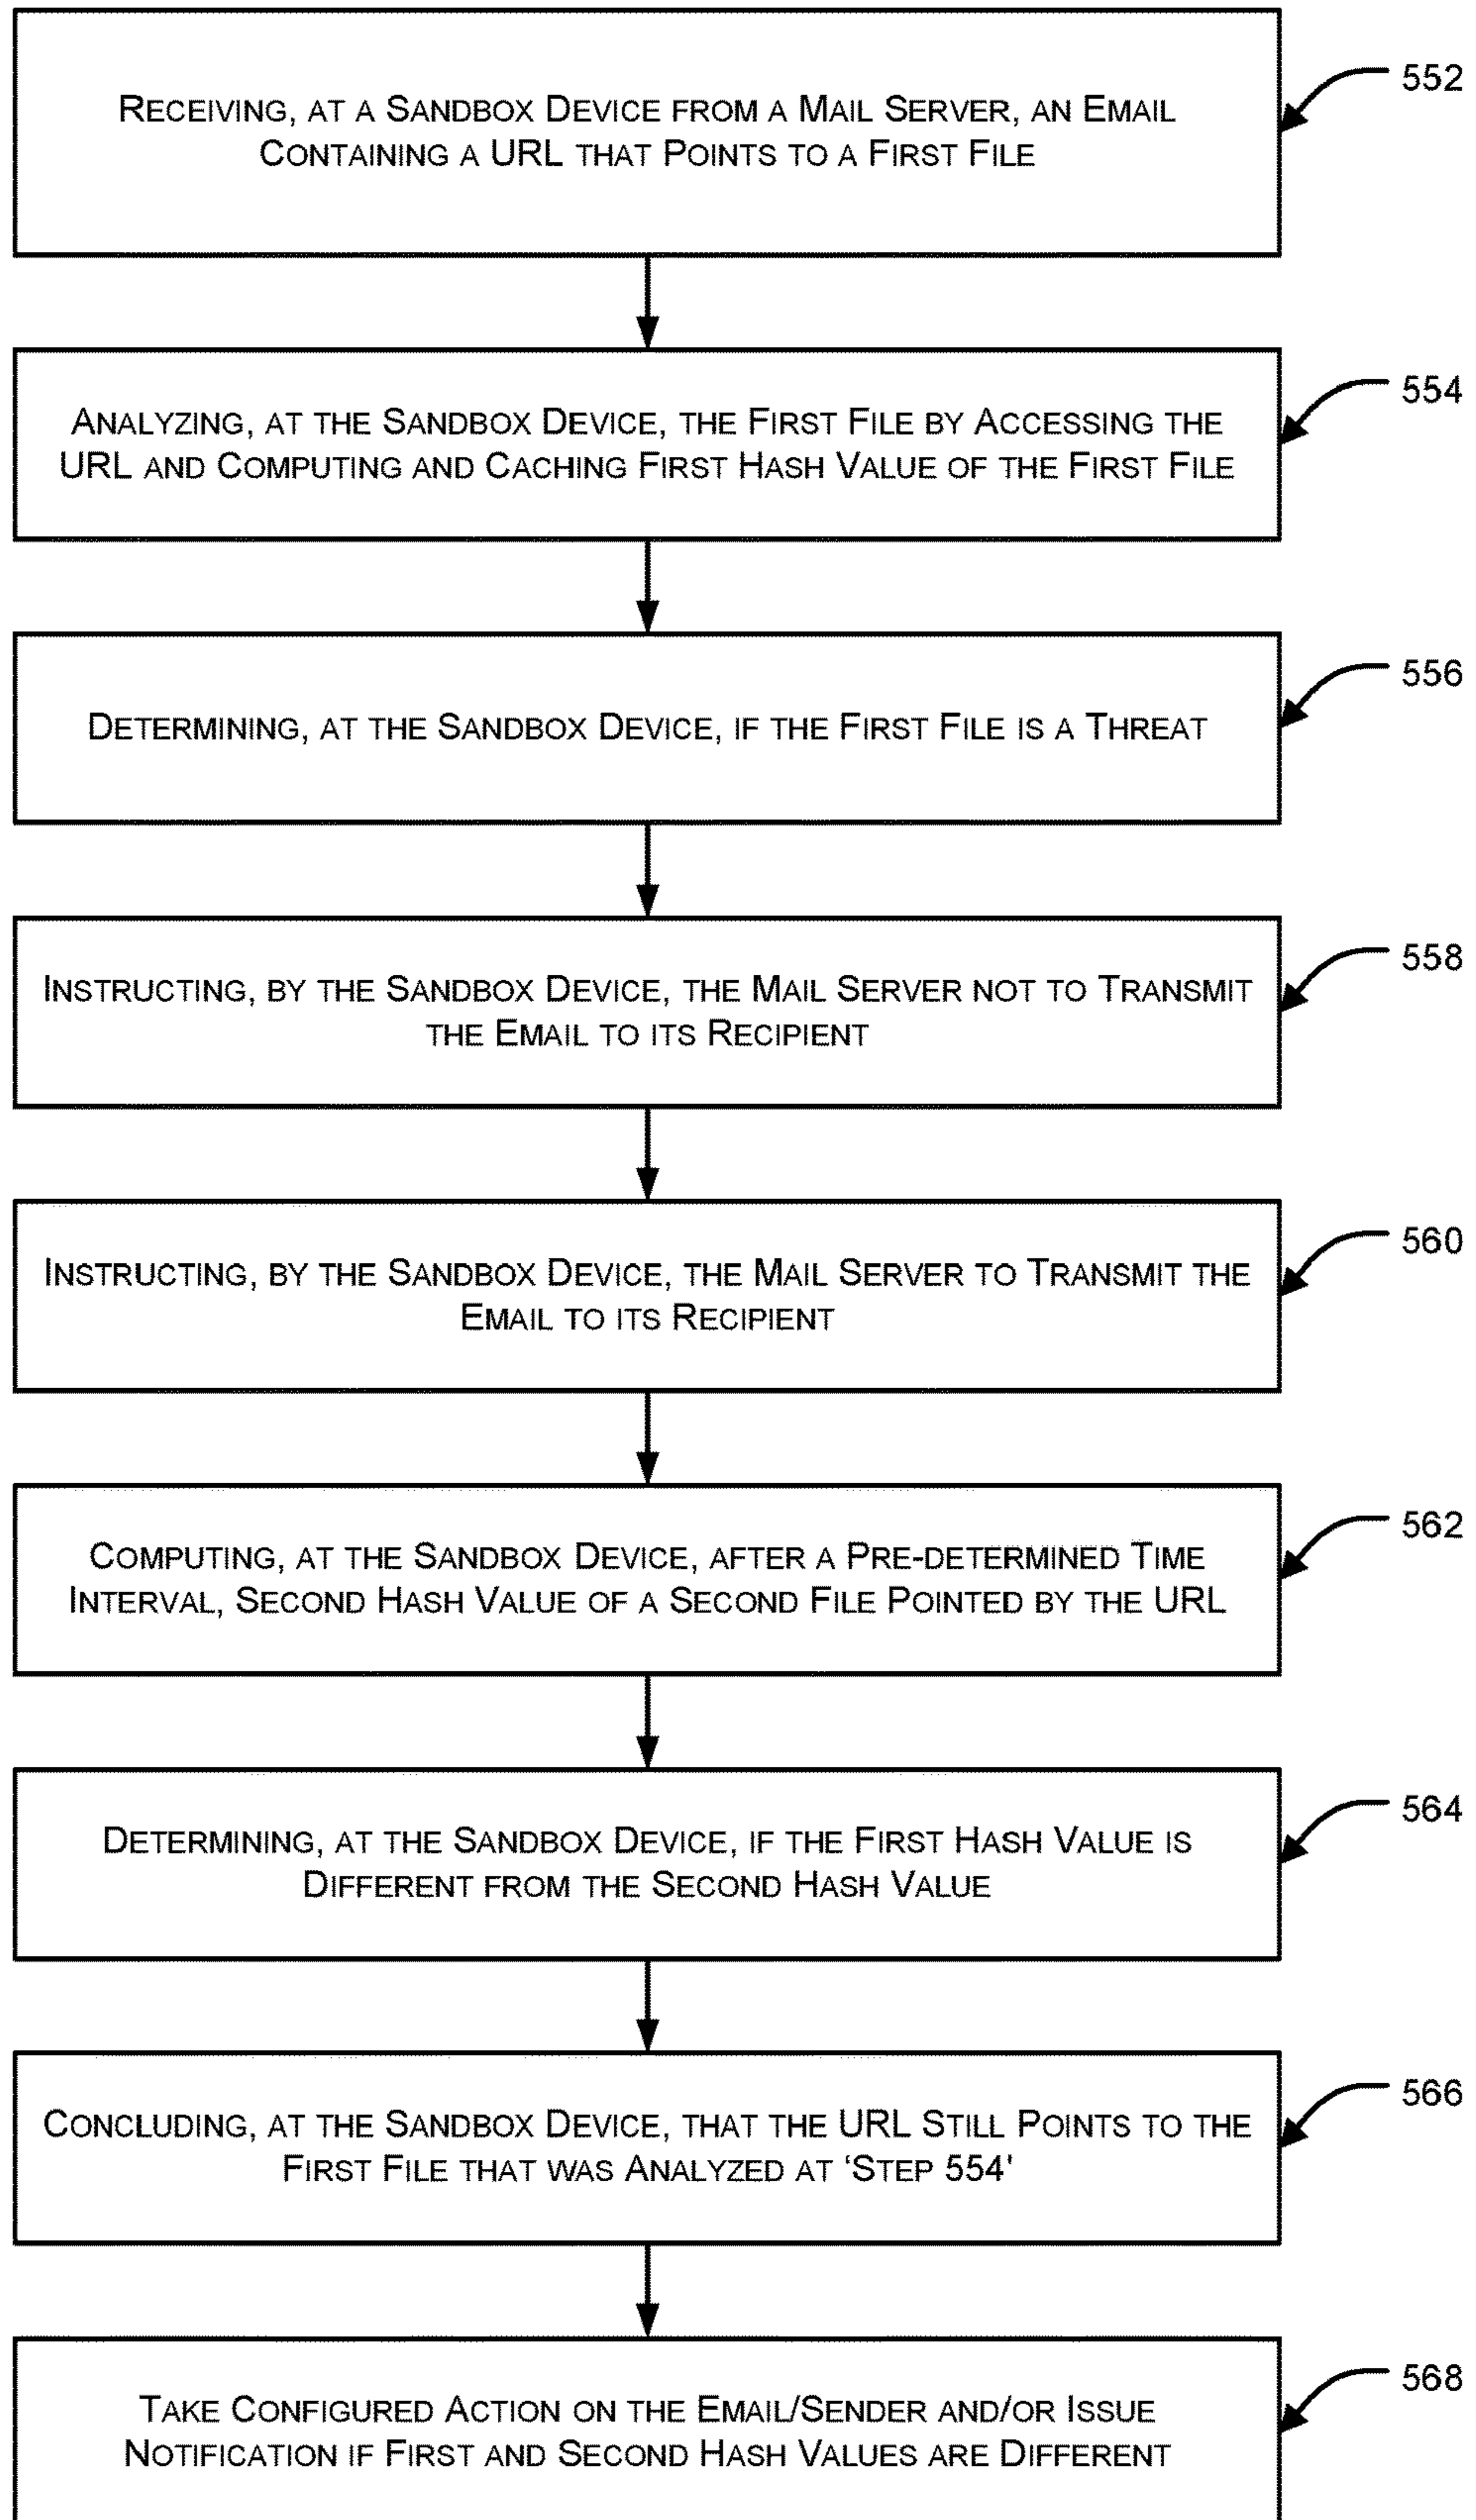 RECEIVING, AT A SANDBOX DEVICE FROM A MAIL SERVER, AN EMAIL
CONTAINING A URL THAT POINTS TO A FIRST FILE
552
ANALYZING, AT THE SANDBOX DEVICE, THE FIRST FILE BY ACCESSING THE
URL AND COMPUTING AND CACHING FIRST HASH VALUE OF THE FIRST FILE
554
DETERMINING, AT THE SANDBOX DEVICE, IF THE FIRST FILE IS A THREAT
556
INSTRUCTING, BY THE SANDBOX DEVICE, THE MAIL SERVER NOT TO TRANSMIT
THE EMAIL TO ITS RECIPIENT
558
INSTRUCTING, BY THE SANDBOX DEVICE, THE MAIL SERVER TO TRANSMIT THE
EMAIL TO ITS RECIPIENT
560
COMPUTING, AT THE SANDBOX DEVICE, AFTER A PRE-DETERMINED TIME
INTERVAL, SECOND HASH VALUE OF A SECOND FILE POINTED BY THE URL
562
DETERMINING, AT THE SANDBOX DEVICE, IF THE FIRST HASH VALUE IS
DIFFERENT FROM THE SECOND HASH VALUE
564
CONCLUDING, AT THE SANDBOX DEVICE, THAT THE URL STILL POINTS TO THE
FIRST FILE THAT WAS ANALYZED AT ‘STEP 554’
566
TAKE CONFIGURED ACTION ON THE EMAIL/SENDER AND/OR ISSUE
NOTIFICATION IF FIRST AND SECOND HASH VALUES ARE DIFFERENT
568